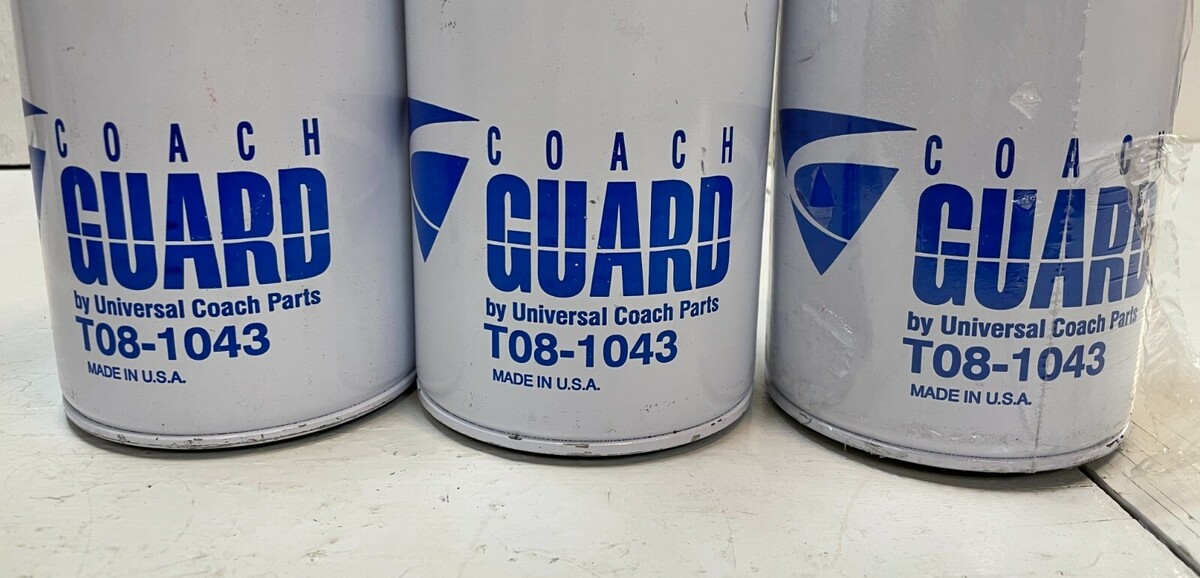 COACH
GUARD
by Universal Coach Parts
T08-1043
MADE IN U.S.A.
COACH
GUARD
by Universal Coach Parts
T08-1043
MADE IN U.S.A.
COACH
GUARD
by Universal Coach Parts
T08-1043
MADE IN U.S.A.